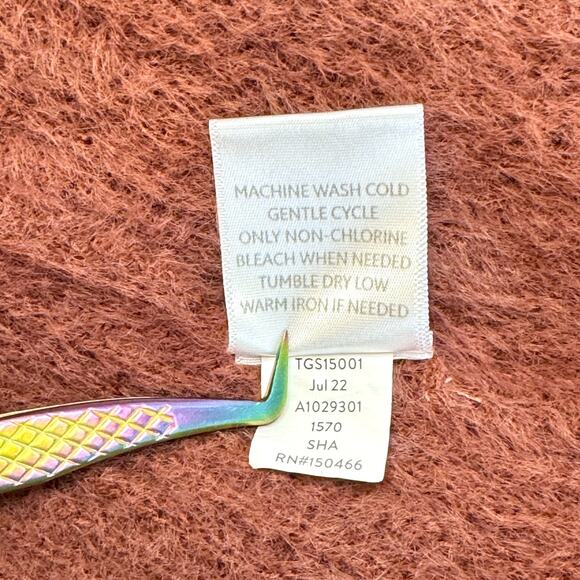 MACHINE WASH COLD
GENTLE CYCLE
ONLY NON-CHLORINE
BLEACH WHEN NEEDED
TUMBLE DRY LOW
WARM IRON IF NEEDED
TGS15001
Jul 22
A1029301
1570
SHA
RN#150466